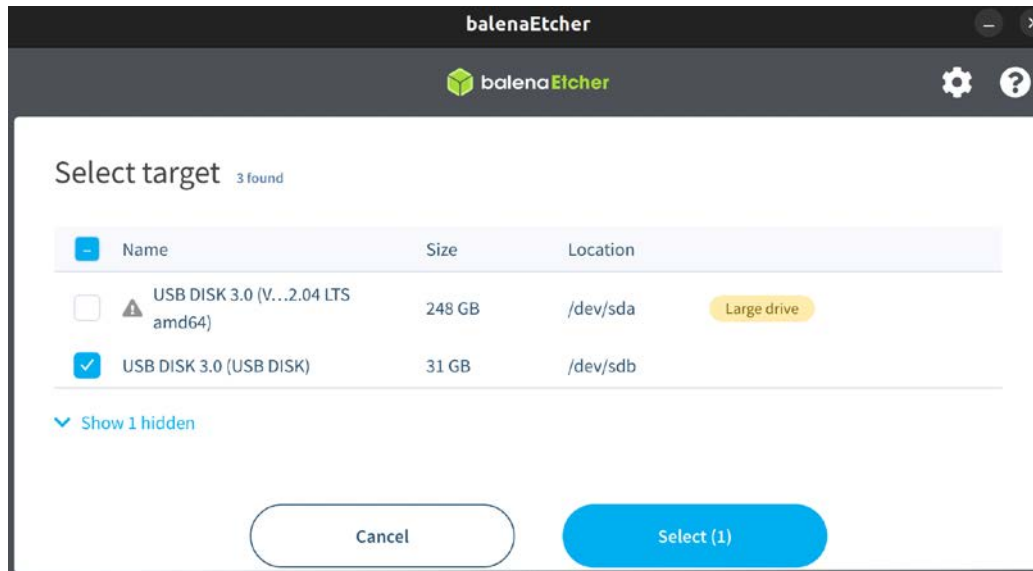 balenaEtcher
balenaEtcher
Select target 3 found
Name Size Location
USB DISK 3.0 (V...2.04 LTS
amd64) 248 GB /dev/sda Large drive
USB DISK 3.0 (USB DISK) 31 GB /dev/sdb
Show 1 hidden
Cancel Select (1)